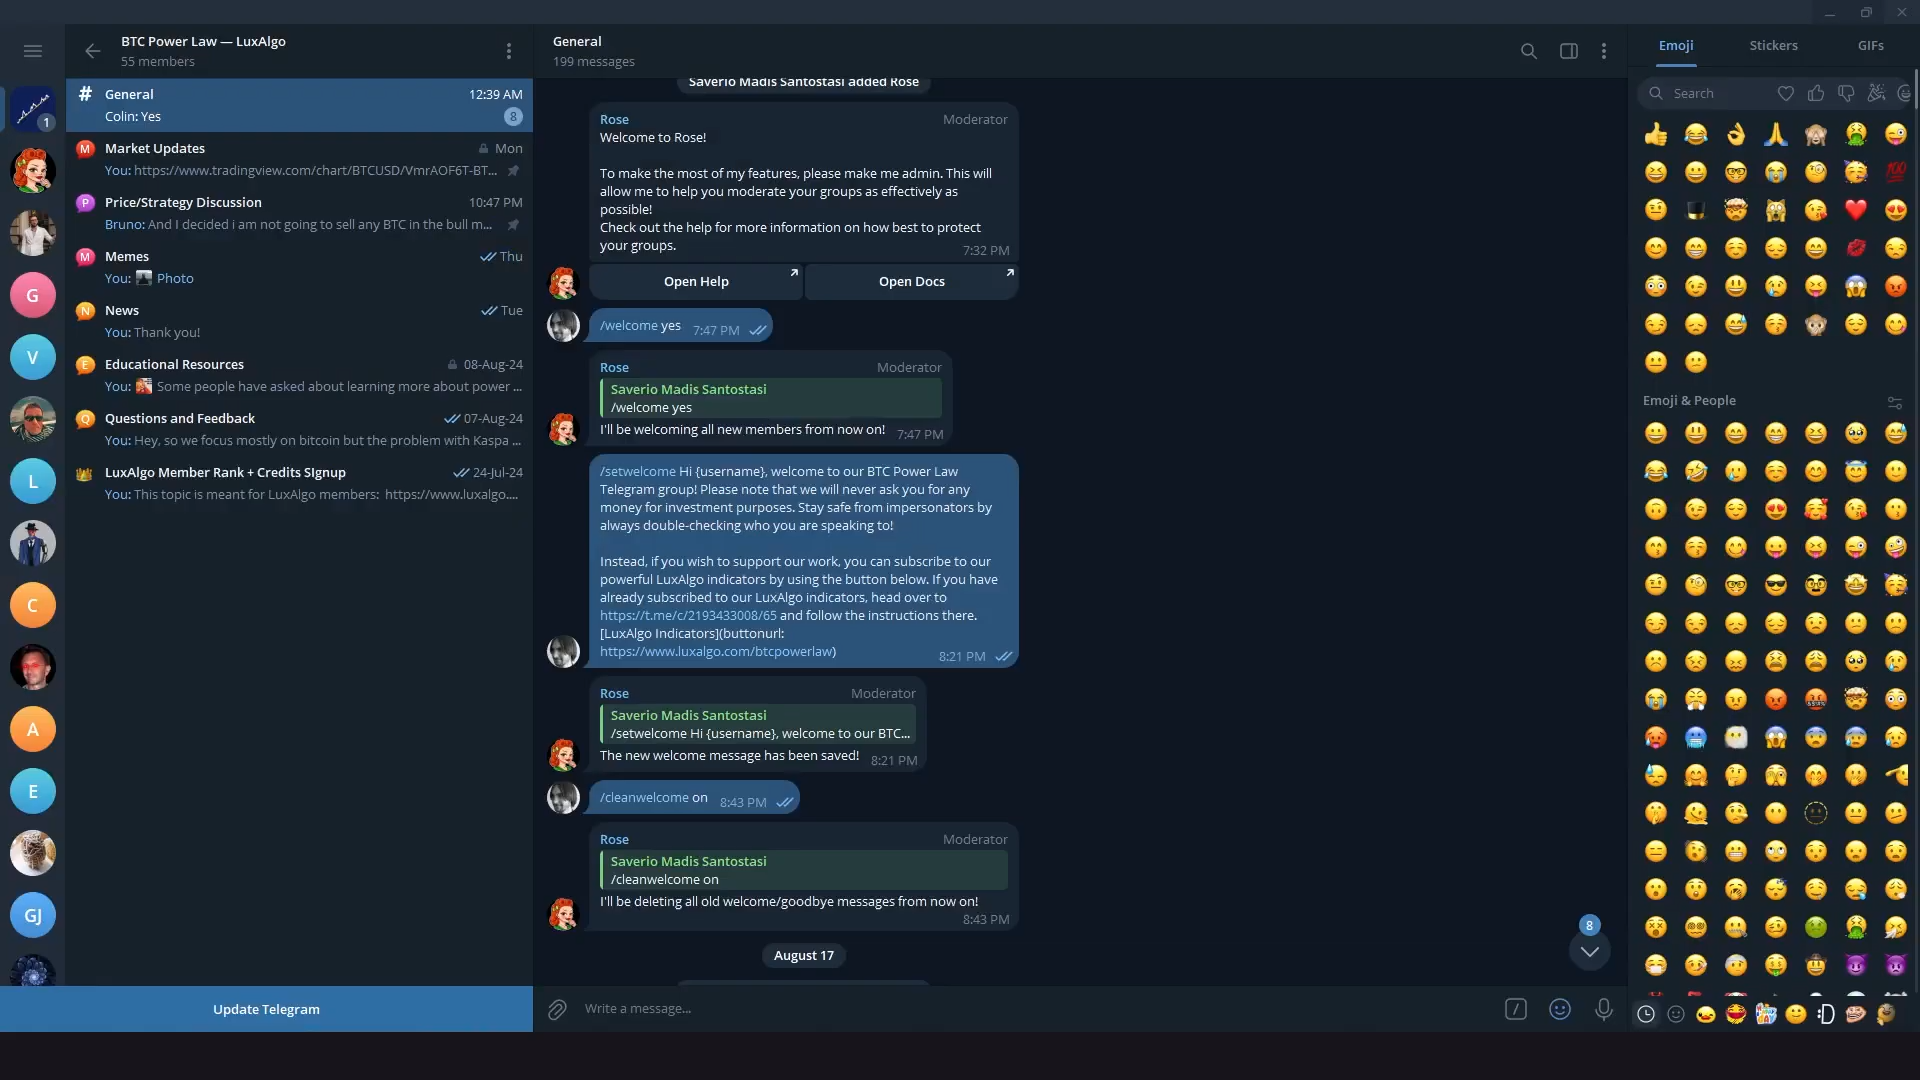 BTC Power Law — LuxAlgo
55 members
General
12:39 AM
Colin: Yes
8
1
Market Updates
Mon
You: https://www.tradingview.com/chart/BTCUSD/VmrAOF6T-BT...
Price/Strategy Discussion
10:47 PM
Bruno: And I decided i am not going to sell any BTC in the bull m...
Memes
Thu
You: Photo
News
Tue
You: Thank you!
Educational Resources
08-Aug-24
You: Some people have asked about learning more about power ...
Questions and Feedback
07-Aug-24
You: Hey, so we focus mostly on bitcoin but the problem with Kaspa ...
LuxAlgo Member Rank + Credits SIgnup
24-Jul-24
You: This topic is meant for LuxAlgo members: https://www.luxalgo....
M
P
M
N
E
Q
G
V
L
C
A
E
GJ
Update Telegram
General
199 messages
Saverio Madis Santostasi added Rose
Rose
Moderator
Welcome to Rose!
To make the most of my features, please make me admin. This will
allow me to help you moderate your groups as effectively as
possible!
Check out the help for more information on how best to protect
your groups.
7:32 PM
Open Help
Open Docs
/welcome yes
7:47 PM
Rose
Moderator
Saverio Madis Santostasi
/welcome yes
I'll be welcoming all new members from now on!
7:47 PM
/setwelcome Hi {username}, welcome to our BTC Power Law
Telegram group! Please note that we will never ask you for any
money for investment purposes. Stay safe from impersonators by
always double-checking who you are speaking to!
Instead, if you wish to support our work, you can subscribe to our
powerful LuxAlgo indicators by using the button below. If you have
already subscribed to our LuxAlgo indicators, head over to
https://t.me/c/2193433008/65 and follow the instructions there.
[LuxAlgo Indicators](buttonurl:
https://www.luxalgo.com/btcpowerlaw)
8:21 PM
Rose
Moderator
Saverio Madis Santostasi
/setwelcome Hi {username}, welcome to our BTC...
The new welcome message has been saved!
8:21 PM
/cleanwelcome on
8:43 PM
Rose
Moderator
Saverio Madis Santostasi
/cleanwelcome on
I'll be deleting all old welcome/goodbye messages from now on!
8:43 PM
August 17
8
Write a message...
Emoji
Stickers
GIFs
Search
Emoji & People